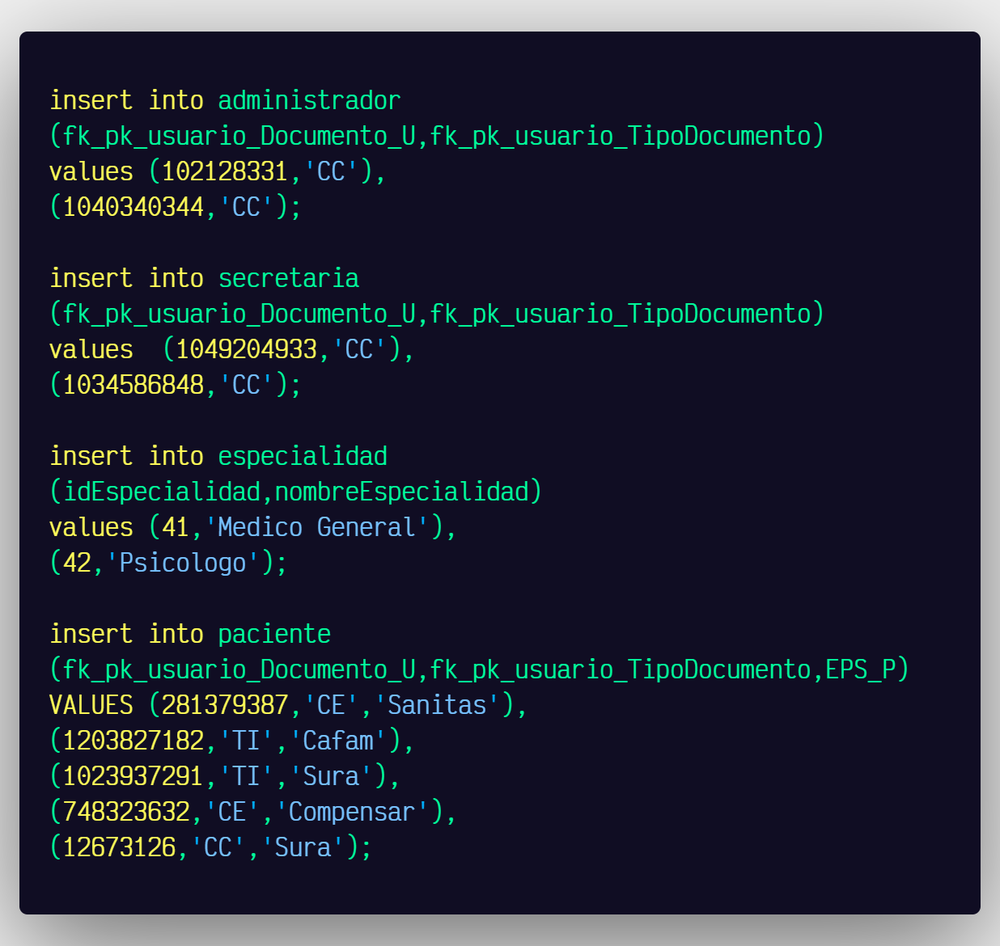 insert into administrador
(fk_pk_usuario_Documento_U,fk_pk_usuario_TipoDocumento)
values (102128331,'CC'),
(1040340344,'CC');
insert into secretaria
(fk_pk_usuario_Documento_U,fk_pk_usuario_TipoDocumento)
values  (1049204933,'CC'),
(1034586848,'CC');
insert into especialidad
(idEspecialidad,nombreEspecialidad)
values (41,'Medico General'),
(42,'Psicologo');
insert into paciente
(fk_pk_usuario_Documento_U,fk_pk_usuario_TipoDocumento,EPS_P)
VALUES (281379387,'CE','Sanitas'),
(1203827182,'TI','Cafam'),
(1023937291,'TI','Sura'),
(748323632,'CE','Compensar'),
(12673126,'CC','Sura');